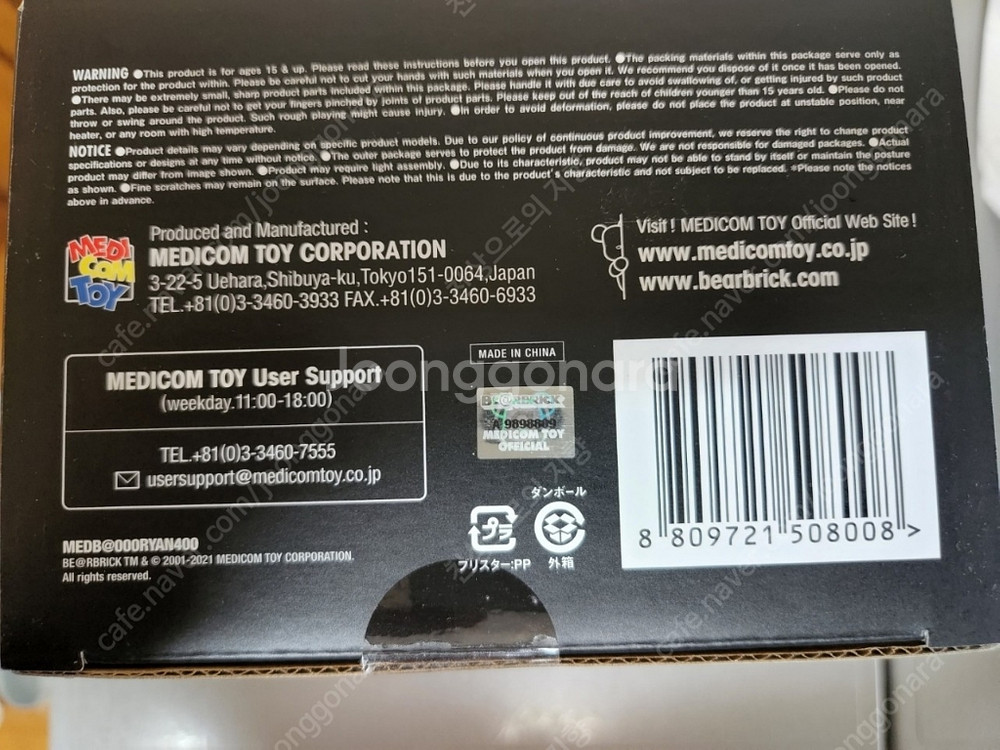 WARNING ●This product is for ages 15 & up. Please read these instructions before you open this product. ●The packing materials within this package serve only as
protection for the product within. Please be careful not to cut your hands with such materials when you open it. We recommend you dispose of it once it has been opened.
●There may be extremely small, sharp product parts included within this package. Please handle it with due care to avoid swallowing of, or getting injured by such product
parts. Also, please be careful not to get your fingers pinched by joints of product parts. Please keep out of the reach of children younger than 15 years old. ●Please do not
throw or swing around the product. Such rough playing might cause injury. ●In order to avoid deformation, please do not place the product at unstable position, near
heater, or any room with high temperature.
NOTICE ●Product details may vary depending on specific product models. Due to our policy of continuous product improvement, we reserve the right to change product
specifications or designs at any time without notice. ●The outer package serves to protect the product from damage. We are not responsible for damaged packages. ●Actual
product may differ from image shown. ●Product may require light assembly. ●Due to its characteristic, product may not be able to stand by itself or maintain the posture
as shown. ●Fine scratches may remain on the surface. Please note that this is due to the product's characteristic and not subject to be replaced. *Please note the notices
above in advance.
MEDI
COM
TOY
Produced and Manufactured :
MEDICOM TOY CORPORATION
3-22-5 Uehara,Shibuya-ku,Tokyo151-0064,Japan
TEL.+81(0)3-3460-3933 FAX.+81(0)3-3460-6933
Visit ! MEDICOM TOY Official Web Site !
www.medicomtoy.co.jp
www.bearbrick.com
MEDICOM TOY User Support
(weekday.11:00-18:00)
TEL.+81(0)3-3460-7555
usersupport@medicomtoy.co.jp
MADE IN CHINA
BE@RBRICK
A 9898809
MEDICOM TOY
OFFICIAL
ダンボール
プラ
ブリスター:PP
外箱
8 809721 508008 >
MEDB@000RYAN400
BE@RBRICK TM & © 2001-2021 MEDICOM TOY CORPORATION.
All rights reserved.
joonggonara
cafe.naver.com/joonggonara